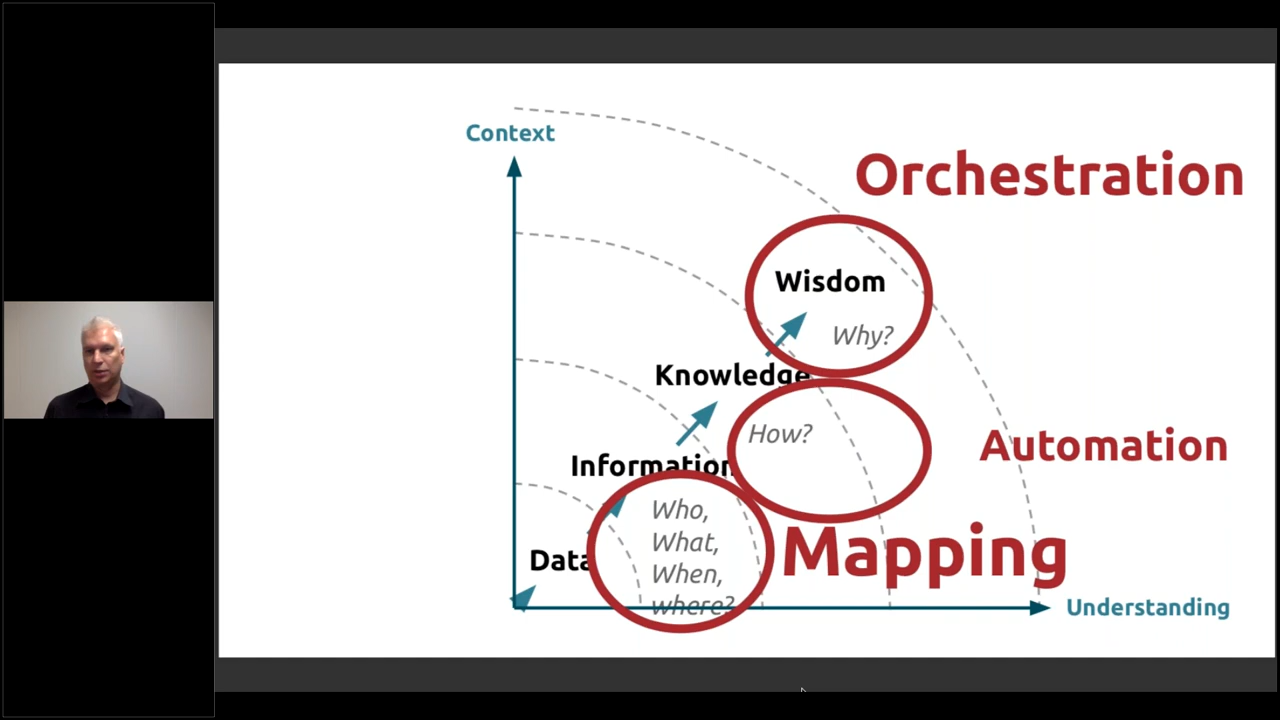 Context
Orchestration
Wisdom
Why?
Knowledge
How?
Automation
Information
Who,
What,
When,
where?
Mapping
Data
Understanding